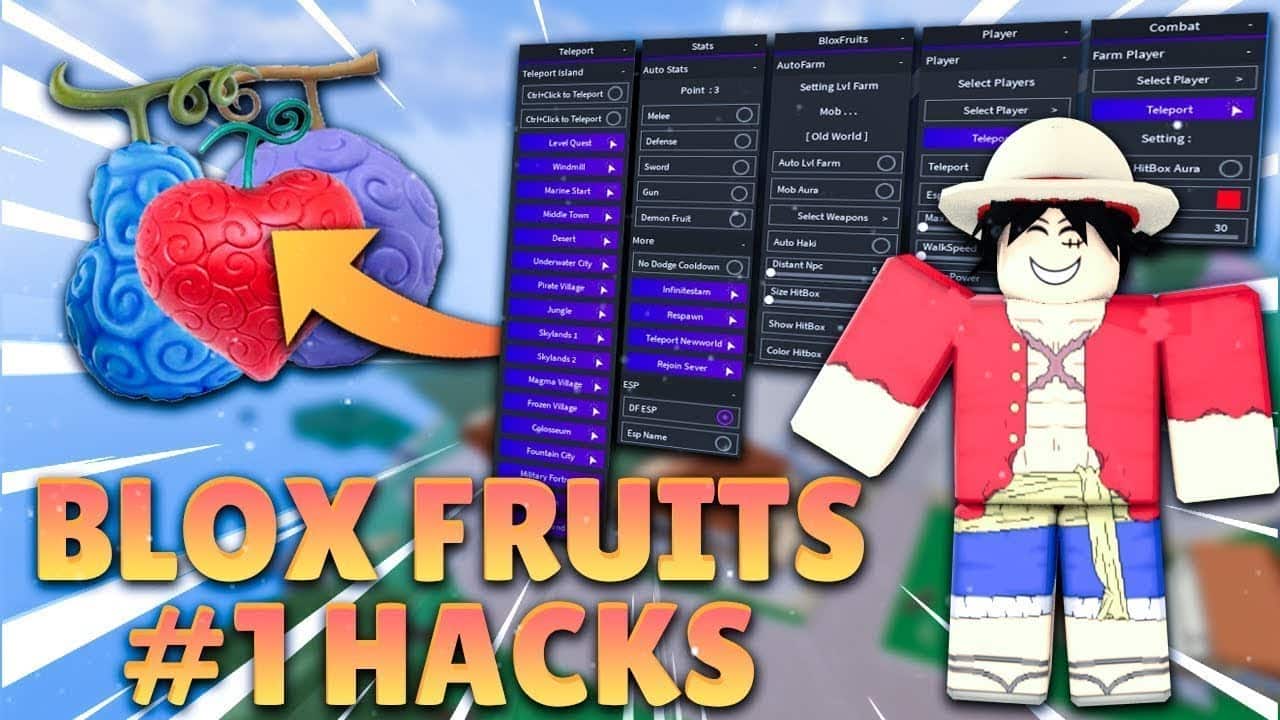 Teleport -
Teleport Island -
Ctrl+Click to Teleport
Ctrl+Click to Teleport
Level Quest
Windmill
Marine Start
Middle Town
Desert
Underwater City
Pirate Village
Jungle
Skylands 1
Skylands 2
Magma Village
Frozen Village
Colosseum
Fountain City
Stats -
Auto Stats -
Point : 3
Melee
Defense
Sword
Gun
Demon Fruit
More -
No Dodge Cooldown
Infinitestam
Respawn
Teleport Newworld
Rejoin Sever
ESP -
DF ESP
Esp Name
BloxFruits -
AutoFarm -
Setting Lvl Farm
Mob . . .
[ Old World ]
Auto Lvl Farm
Mob Aura
Select Weapons >
Auto Haki
Distant Npc
Size HitBox
Show HitBox
Color Hitbox
Player -
Player -
Select Players
Select Player >
Teleport
WalkSpeed
Combat -
Farm Player -
Select Player >
Teleport
Setting :
HitBox Aura
30
BLOX FRUITS
#1 HACKS